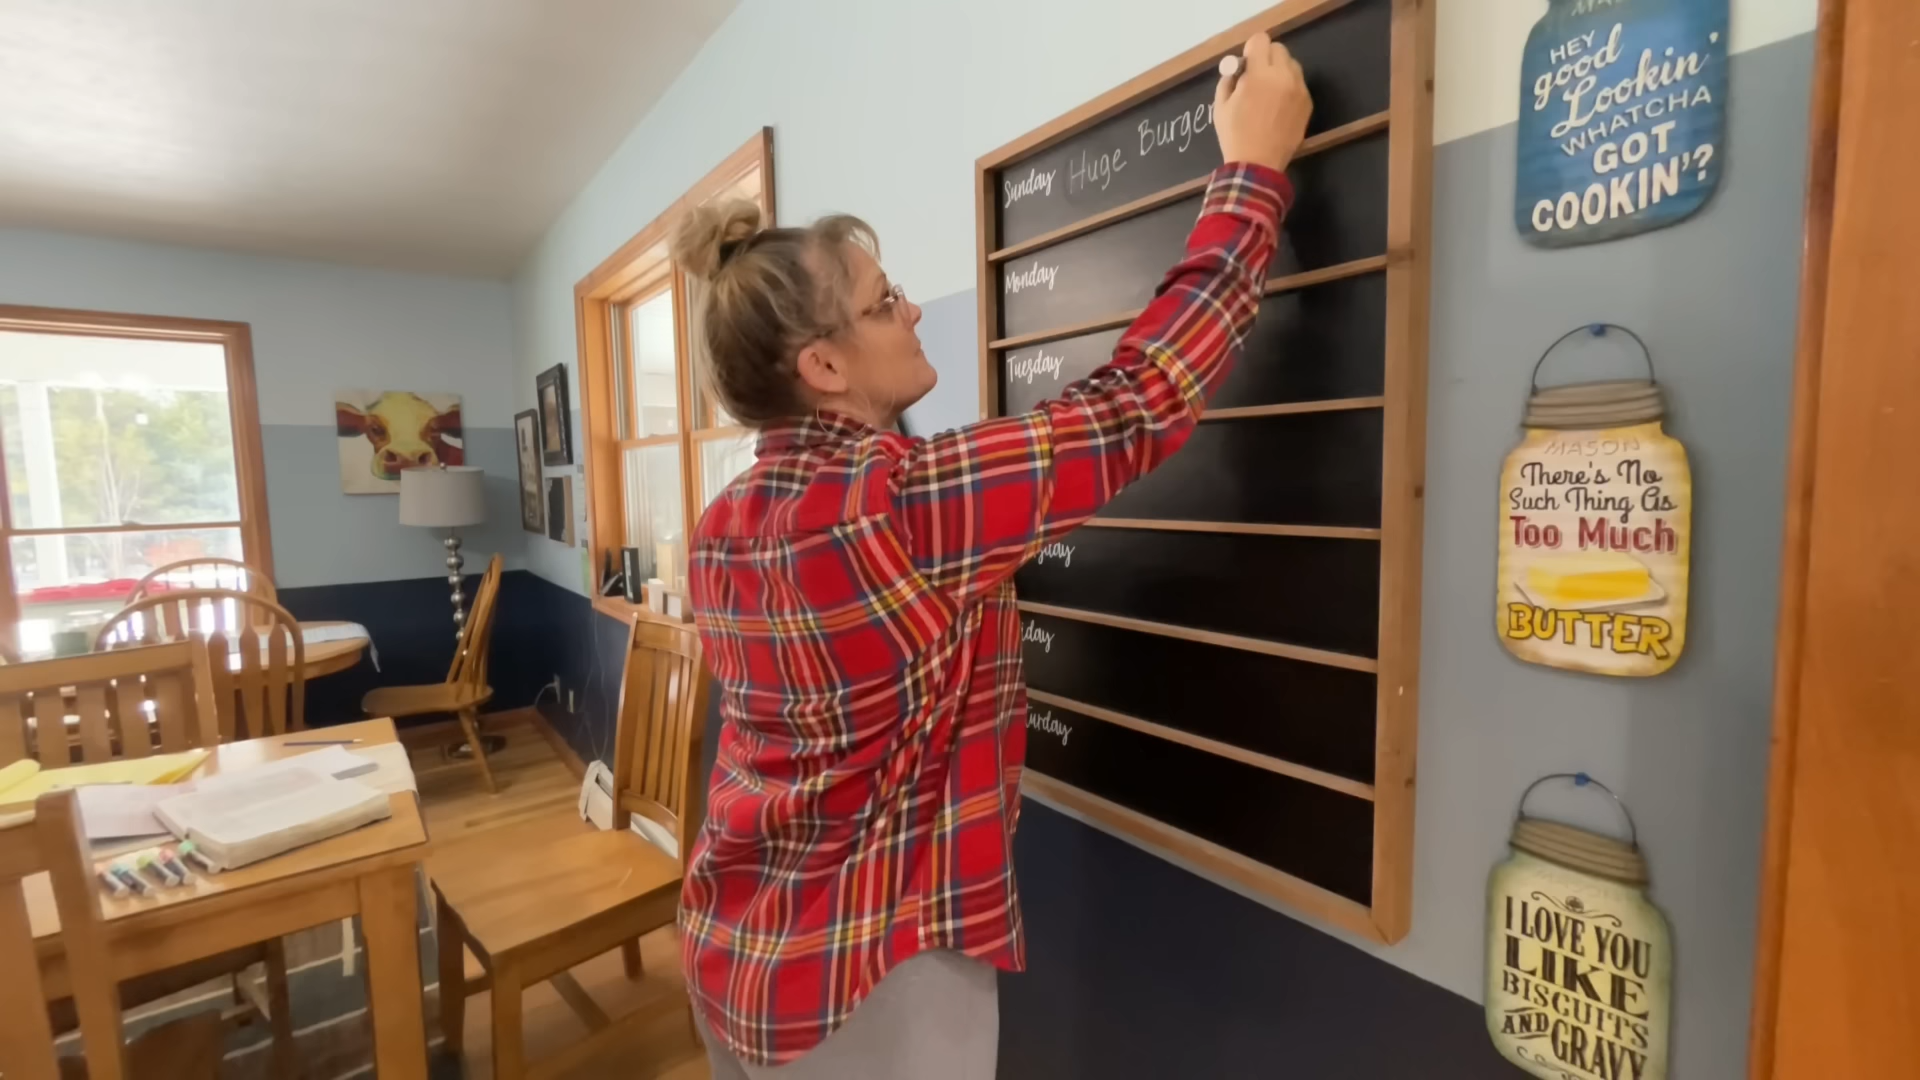 Sunday Huge Burger
Monday
Tuesday
MASON
HEY
good
Lookin'
WHATCHA
GOT
COOKIN'?
MASON
There's No
Such Thing As
Too Much
BUTTER
I LOVE YOU
LIKE
BISCUITS
AND GRAVY